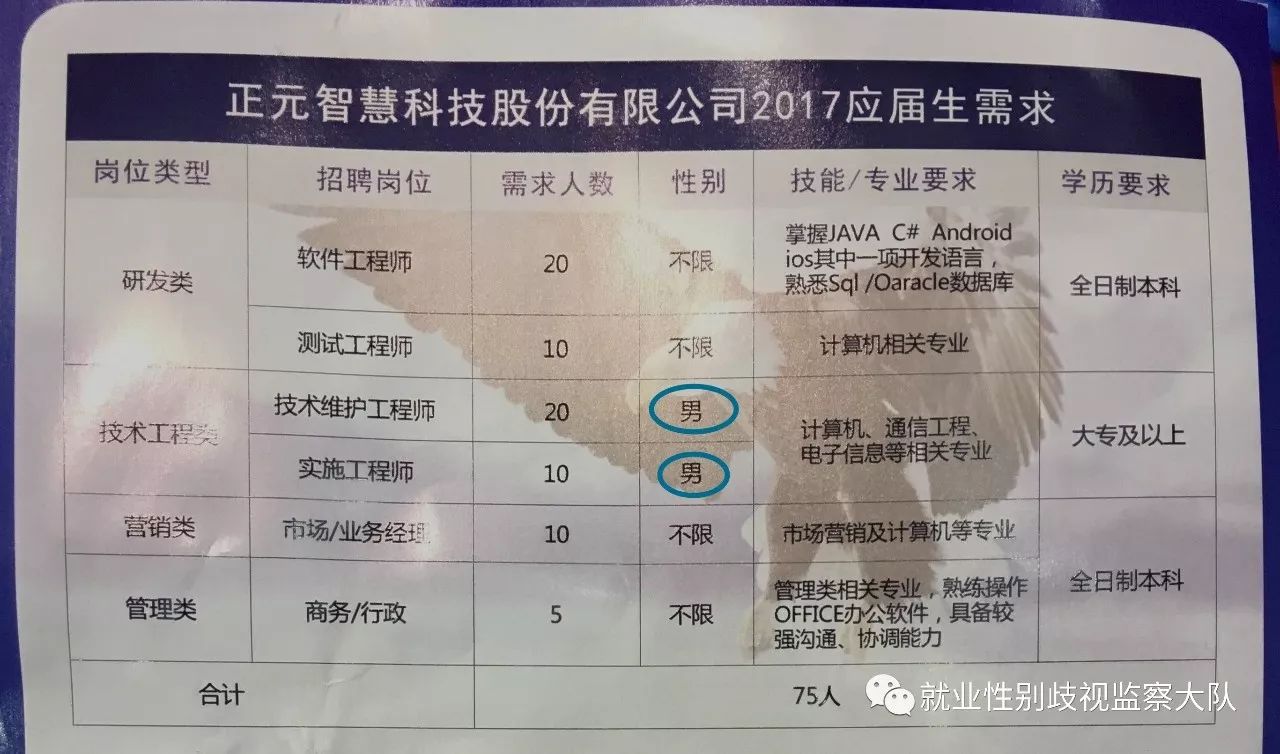 正元智慧科技股份有限公司2017应届生需求
岗位类型 招聘岗位 需求人数 性别 技能/专业要求 学历要求
研发类
软件工程师 20 不限
掌握JAVA C# Android
ios其中一项开发语言，
熟悉Sql /Oaracle数据库
全日制本科
测试工程师 10 不限 计算机相关专业
技术工程类
技术维护工程师 20 男
计算机、通信工程、
电子信息等相关专业
大专及以上
实施工程师 10 男
营销类 市场/业务经理 10 不限 市场营销及计算机等专业
全日制本科
管理类 商务/行政 5 不限
管理类相关专业，熟练操作
OFFICE办公软件，具备较
强沟通、协调能力
合计 75人
就业性别歧视监察大队